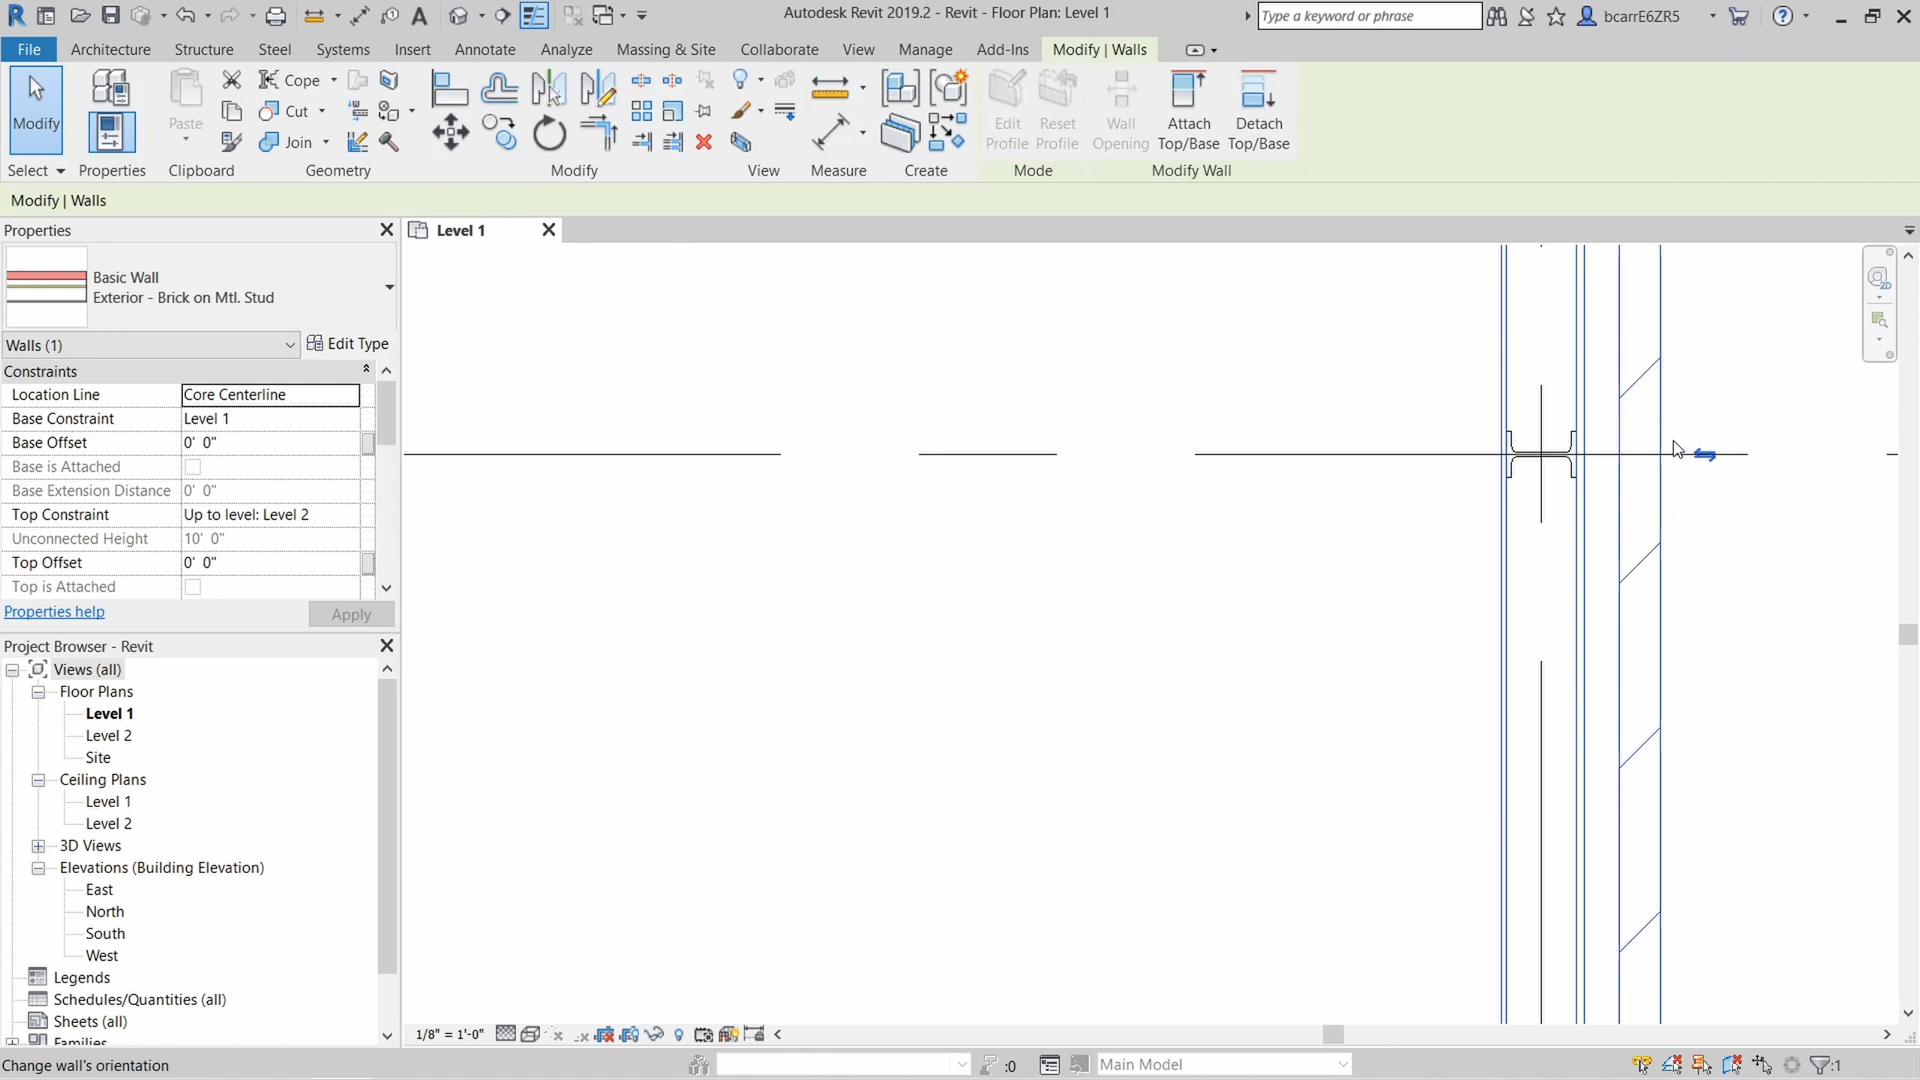 Autodesk Revit 2019.2 - Revit - Floor Plan: Level 1
Type a keyword or phrase
bcarrE6ZR5
File Architecture Structure Steel Systems Insert Annotate Analyze Massing & Site Collaborate View Manage Add-Ins Modify | Walls
Modify
Paste
Cope
Cut
Join
Edit Profile
Reset Profile
Wall Opening
Attach Top/Base
Detach Top/Base
Select Properties Clipboard Geometry Modify View Measure Create Mode Modify Wall
Modify | Walls
Properties
Level 1
Basic Wall
Exterior - Brick on Mtl. Stud
Walls (1) Edit Type
Constraints
Location Line Core Centerline
Base Constraint Level 1
Base Offset 0' 0"
Base is Attached
Base Extension Distance 0' 0"
Top Constraint Up to level: Level 2
Unconnected Height 10' 0"
Top Offset 0' 0"
Top is Attached
Properties help Apply
Project Browser - Revit
Views (all)
Floor Plans
Level 1
Level 2
Site
Ceiling Plans
Level 1
Level 2
3D Views
Elevations (Building Elevation)
East
North
South
West
Legends
Schedules/Quantities (all)
Sheets (all)
Families
2D
1/8" = 1'-0"
Change wall's orientation
:0
Main Model
:1